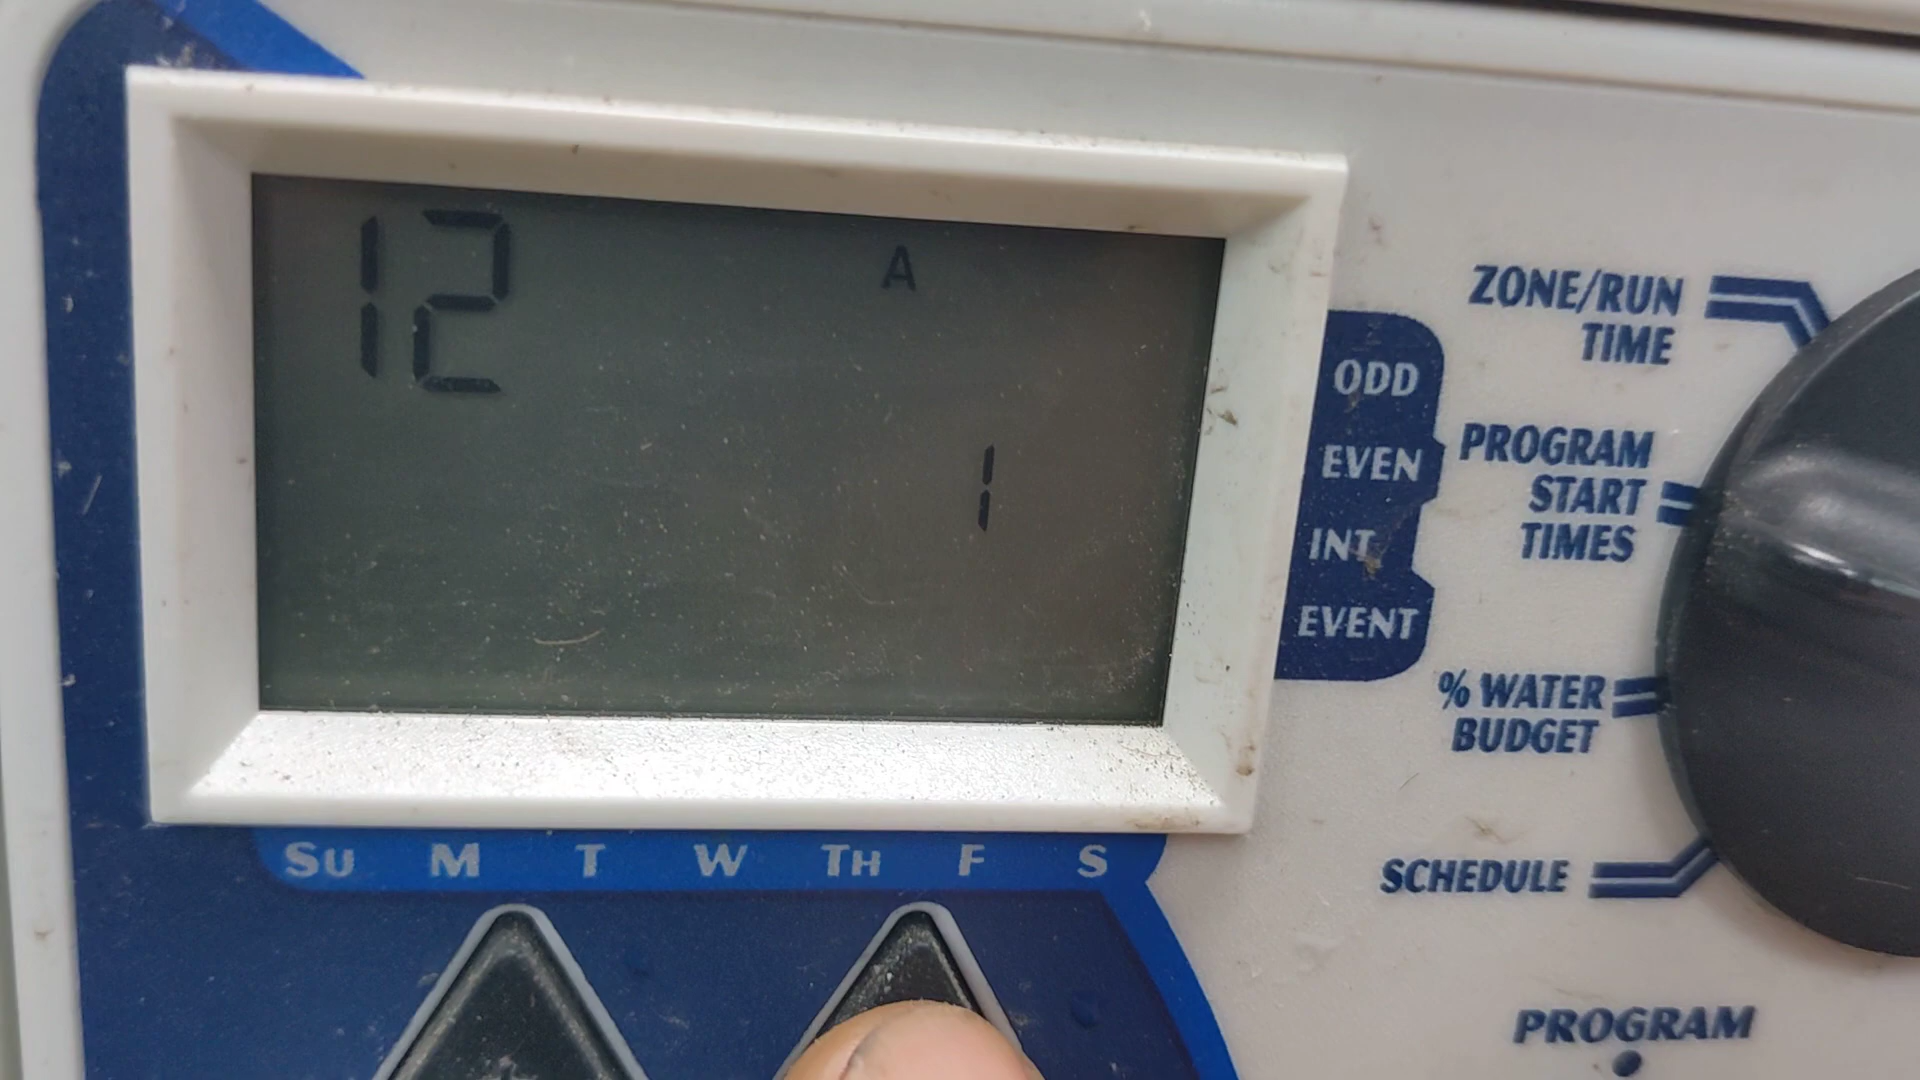 12 A
1
ZONE/RUN
TIME
ODD
EVEN
INT
EVENT
PROGRAM
START
TIMES
% WATER
BUDGET
SCHEDULE
SU M T W TH F S
PROGRAM